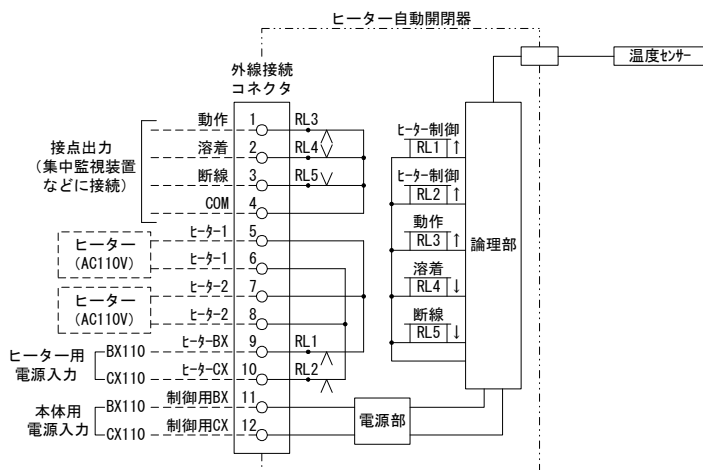 ヒーター自動開閉器
外線接続
コネクタ
温度センサー
接点出力
(集中監視装置
などに接続)
動作 1 RL3
溶着 2 RL4
断線 3 RL5
COM 4
ヒーター
(AC110V)
ヒーター1 5
ヒーター1 6
ヒーター
(AC110V)
ヒーター2 7
ヒーター2 8
ヒーター用
電源入力
BX110 ヒーターBX 9 RL1
CX110 ヒーターCX 10 RL2
本体用
電源入力
BX110 制御用BX 11
CX110 制御用CX 12
電源部
ヒーター制御
RL1 ↑
ヒーター制御
RL2 ↑
動作
RL3 ↑
溶着
RL4 ↓
断線
RL5 ↓
論理部